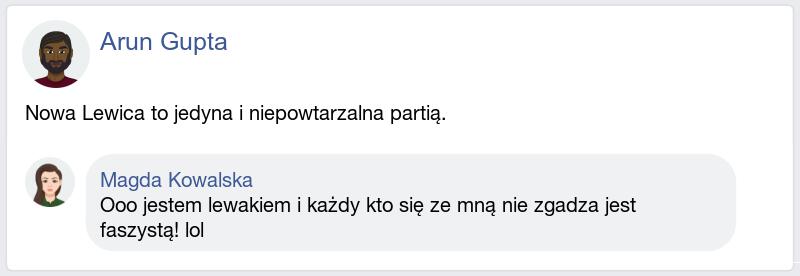 Arun Gupta
Nowa Lewica to jedyna i niepowtarzalna partią.
Magda Kowalska
Ooo jestem lewakiem i każdy kto się ze mną nie zgadza jest
faszystą! lol